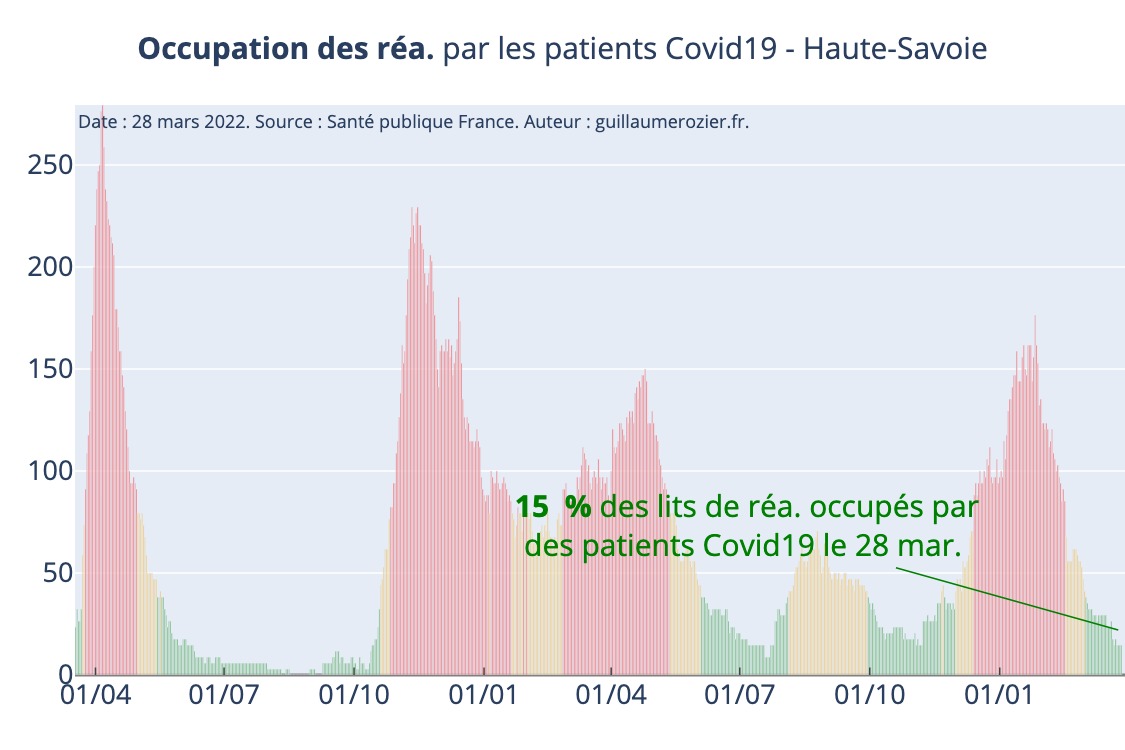 Occupation des réa. par les patients Covid19 - Haute-Savoie
Date : 28 mars 2022. Source : Santé publique France. Auteur : guillaumerozier.fr.
250
200
150
100
50
0
15 % des lits de réa. occupés par
des patients Covid19 le 28 mar.
01/04 01/07 01/10 01/01 01/04 01/07 01/10 01/01